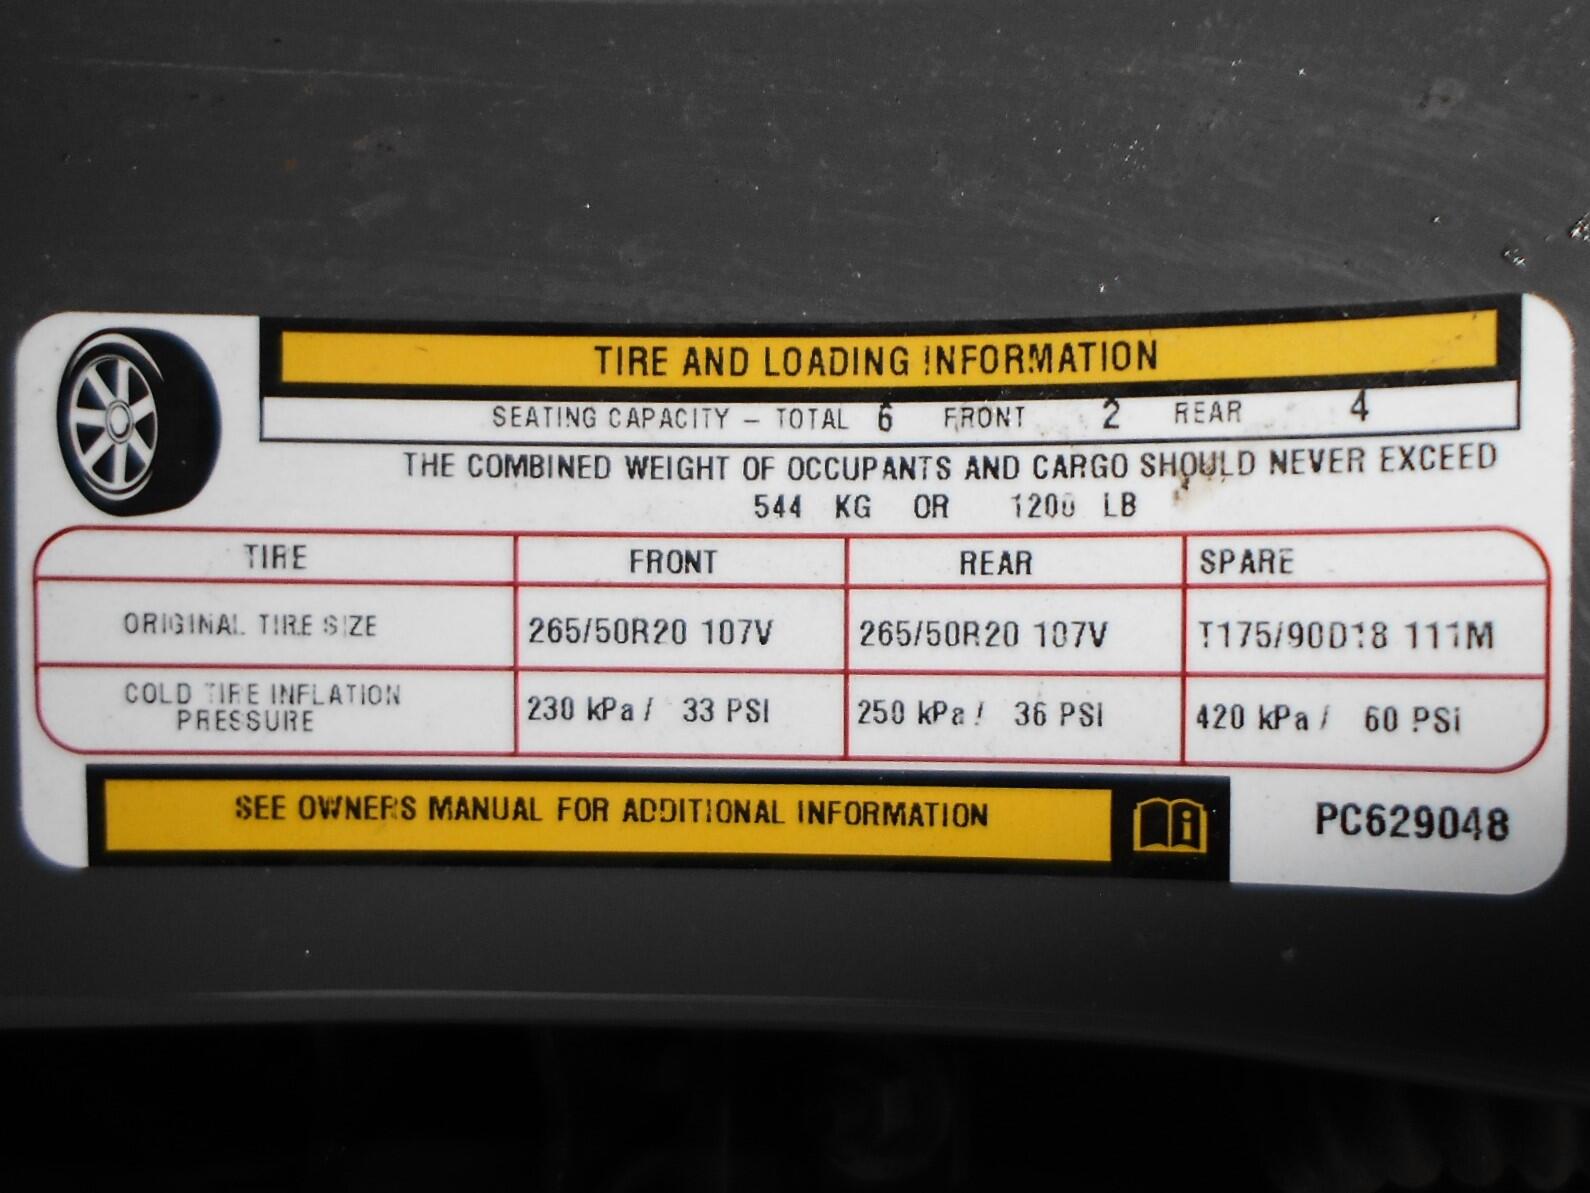 TIRE AND LOADING INFORMATION
SEATING CAPACITY – TOTAL 6 FRONT 2 REAR 4
THE COMBINED WEIGHT OF OCCUPANTS AND CARGO SHOULD NEVER EXCEED
544 KG OR 1200 LB
TIRE FRONT REAR SPARE
ORIGINAL TIRE SIZE 265/50R20 107V 265/50R20 107V T175/90D18 111M
COLD TIRE INFLATION
PRESSURE 230 kPa / 33 PSI 250 kPa / 36 PSI 420 kPa / 60 PSi
SEE OWNERS MANUAL FOR ADDITIONAL INFORMATION
PC629048